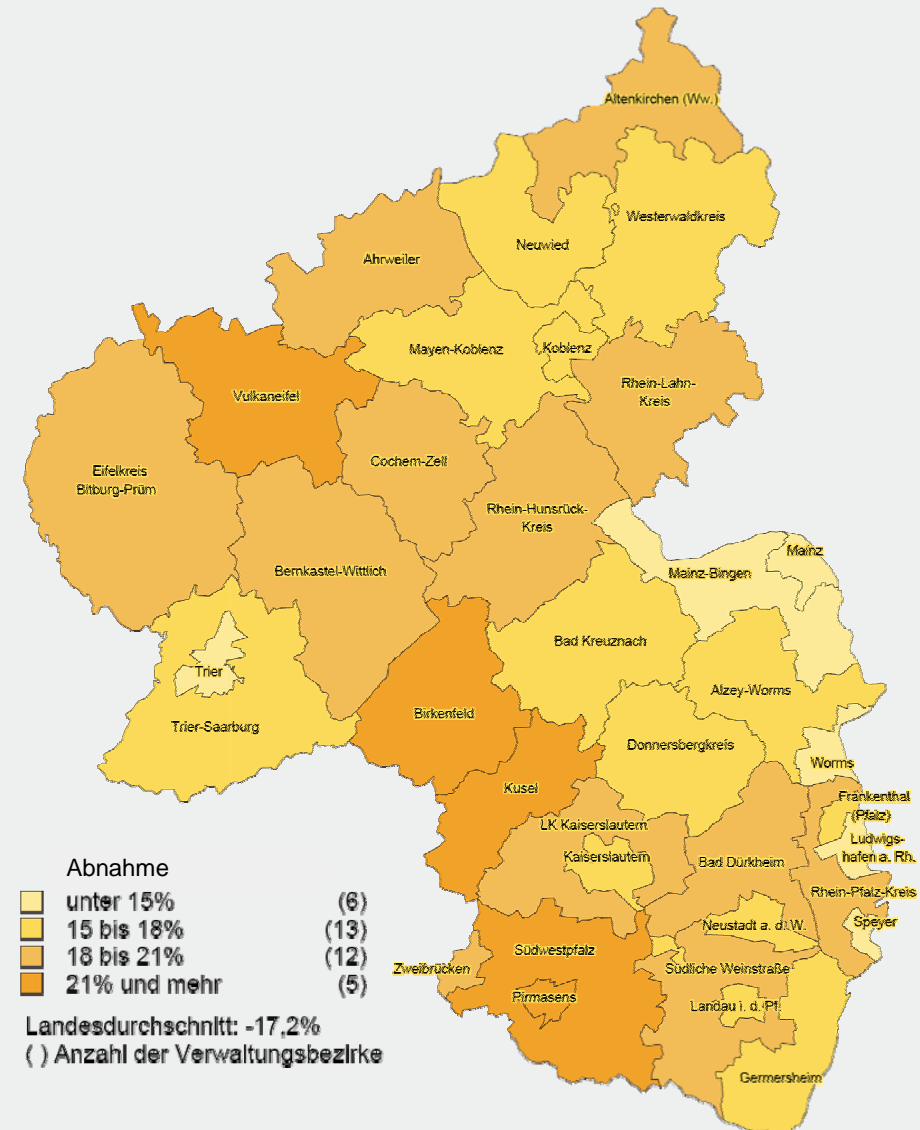 Altenkirchen (Ww.)
Westerwaldkreis
Neuwied
Ahrweiler
Mayen-Koblenz
Koblenz
Rhein-Lahn-
Kreis
Vulkaneifel
Cochem-Zell
Eifelkreis
Bitburg-Prüm
Rhein-Hunsrück-
Kreis
Bernkastel-Wittlich
Mainz
Mainz-Bingen
Bad Kreuznach
Trier
Alzey-Worms
Trier-Saarburg
Birkenfeld
Donnersbergkreis
Worms
Kusel
Frankenthal
(Pfalz)
LK Kaiserslautern
Ludwigs-
hafen a. Rh.
Kaiserslautern
Bad Dürkheim
Rhein-Pfalz-Kreis
Neustadt a. d. W.
Speyer
Südwestpfalz
Zweibrücken
Südliche Weinstraße
Pirmasens
Landau i. d. Pf.
Germersheim
Abnahme
unter 15% (6)
15 bis 18% (13)
18 bis 21% (12)
21% und mehr (5)
Landesdurchschnitt: -17,2%
( ) Anzahl der Verwaltungsbezirke